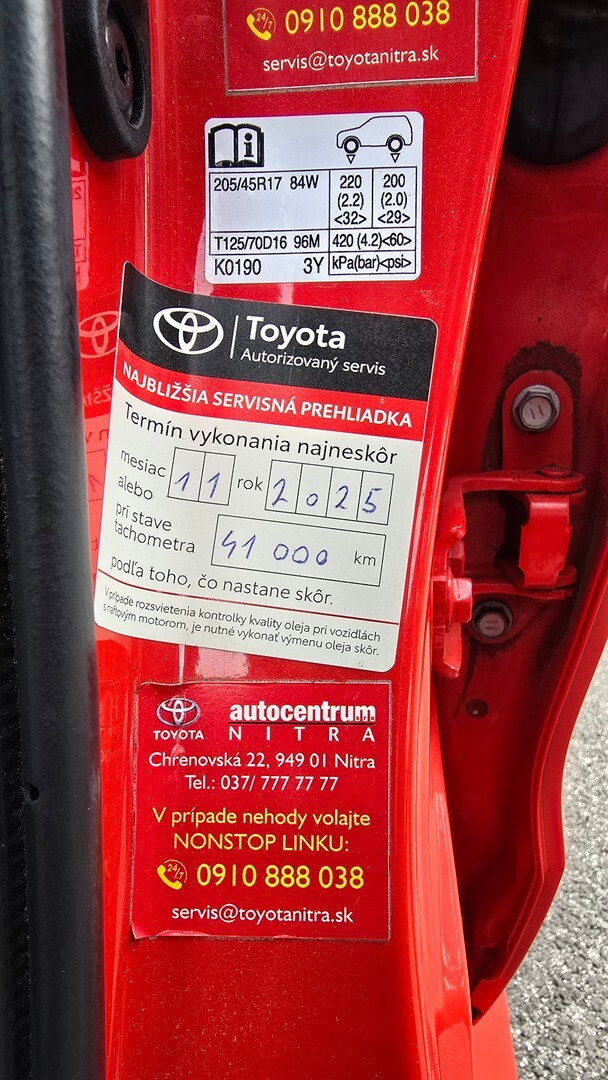 24/7 0910 888 038
servis@toyotanitra.sk
i
205/45R17 84W 220 (2.2) <32> 200 (2.0) <29>
T125/70D16 96M 420 (4.2)<60>
K0190 3Y kPa(bar)<psi>
Toyota
Autorizovaný servis
NAJBLIŽŠIA SERVISNÁ PREHLIADKA
Termín vykonania najneskôr
mesiac 11 rok 2025
alebo
pri stave
tachometra 41 000 km
podľa toho, čo nastane skôr.
V prípade rozsvietenia kontrolky kvality oleja pri vozidlách
s naftovým motorom, je nutné vykonať výmenu oleja skôr.
TOYOTA autocentrum s.r.o.
NITRA
Chrenovská 22, 949 01 Nitra
Tel.: 037/ 777 77 77
V prípade nehody volajte
NONSTOP LINKU:
24/7 0910 888 038
servis@toyotanitra.sk